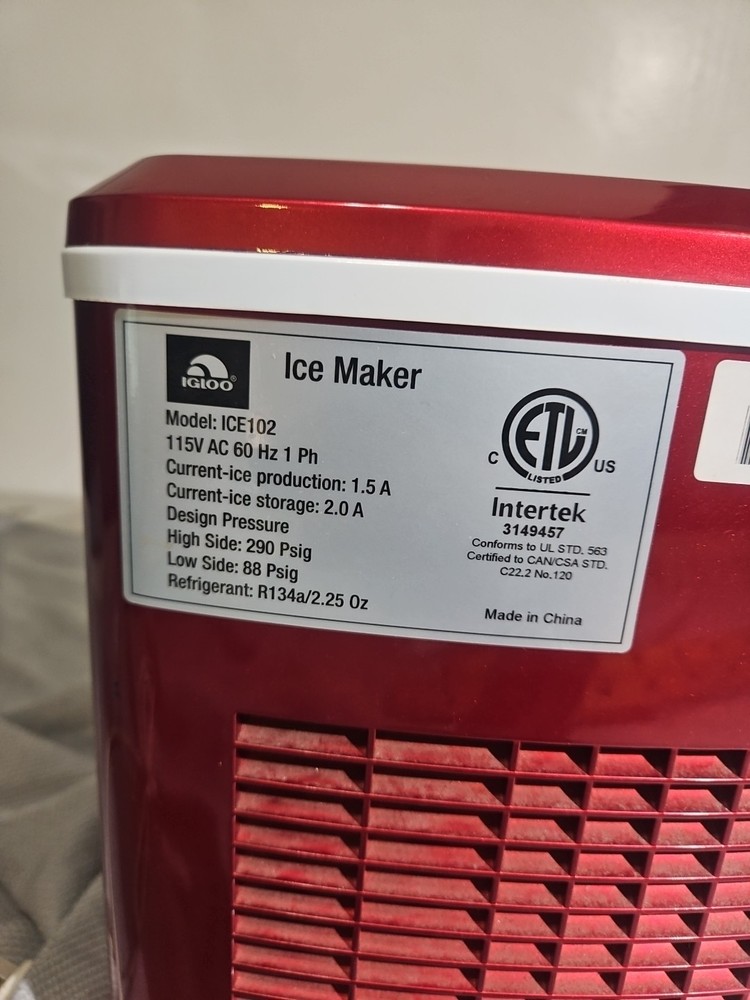 IGLOO®
Ice Maker
Model: ICE102
115V AC 60 Hz 1 Ph
Current-ice production: 1.5 A
Current-ice storage: 2.0 A
Design Pressure
High Side: 290 Psig
Low Side: 88 Psig
Refrigerant: R134a/2.25 Oz
ETL CM
C US
LISTED
Intertek
3149457
Conforms to UL STD. 563
Certified to CAN/CSA STD.
C22.2 No.120
Made in China